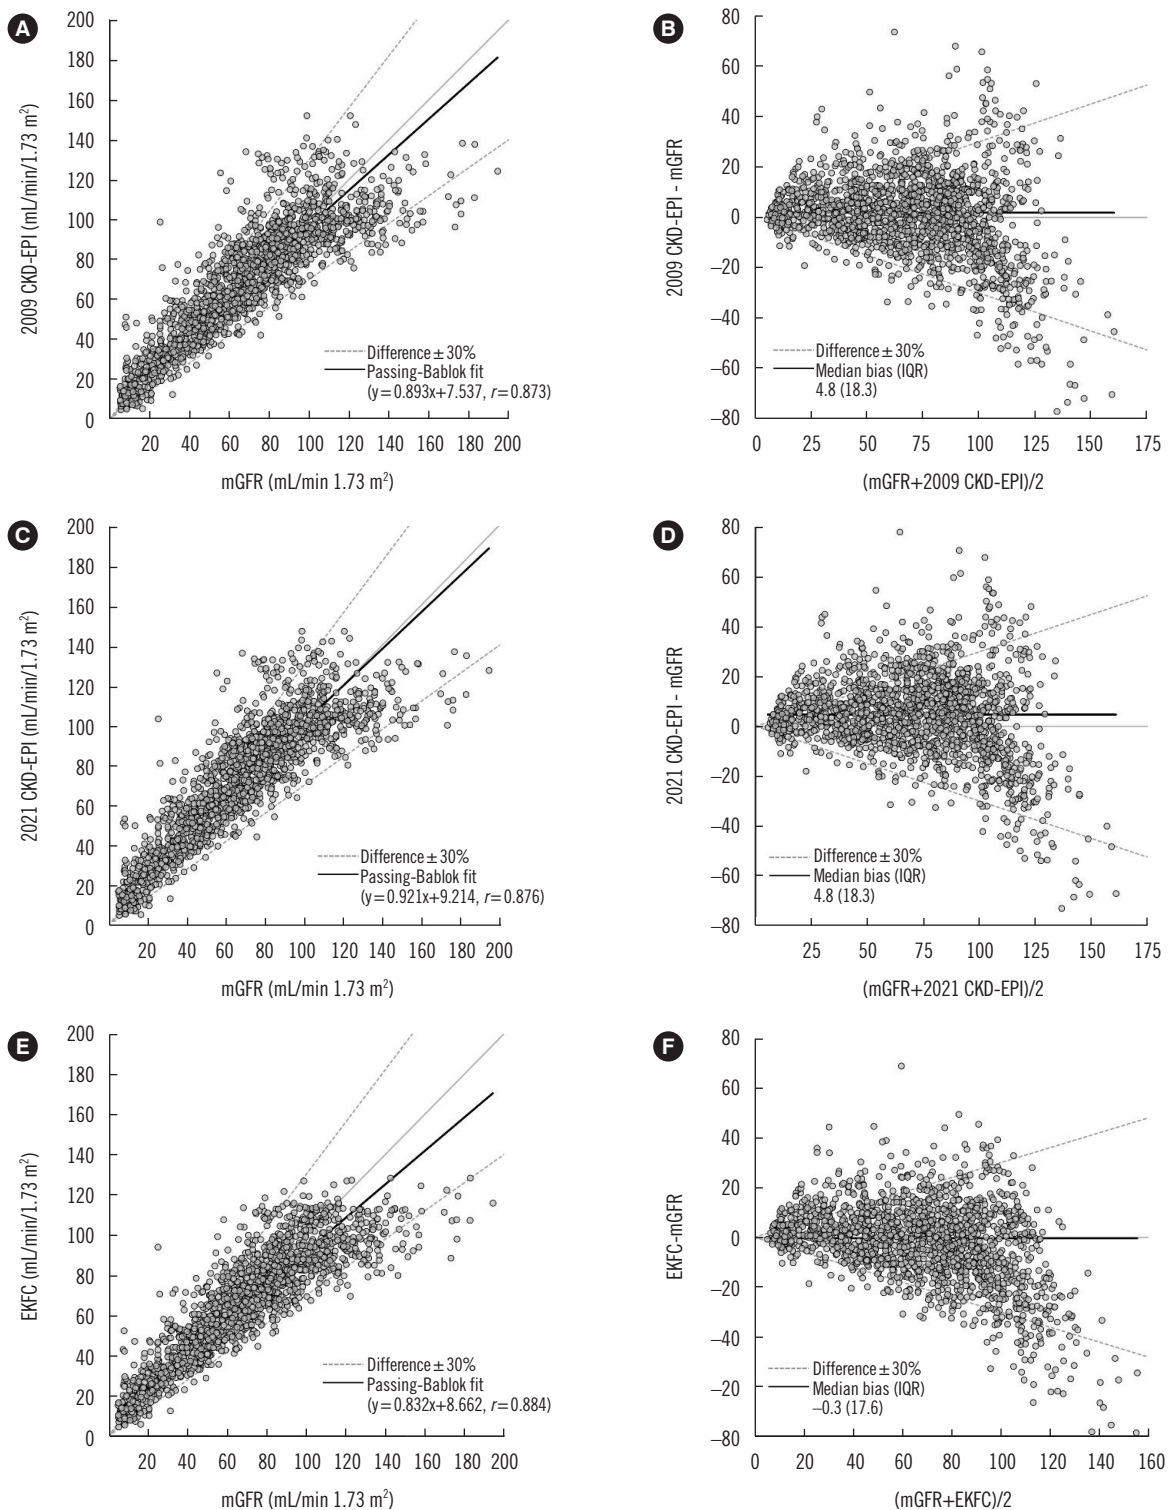 A
200
180
160
140
120
100
80
60
40
20
0
2009 CKD-EPI (mL/min/1.73 m²)
Difference ± 30%
Passing-Bablok fit
(y=0.893x+7.537, r=0.873)
20 40 60 80 100 120 140 160 180 200
mGFR (mL/min 1.73 m²)
B
80
60
40
20
0
−20
−40
−60
−80
2009 CKD-EPI - mGFR
Difference ± 30%
Median bias (IQR)
4.8 (18.3)
0 25 50 75 100 125 150 175
(mGFR+2009 CKD-EPI)/2
C
200
180
160
140
120
100
80
60
40
20
0
2021 CKD-EPI (mL/min/1.73 m²)
Difference ± 30%
Passing-Bablok fit
(y=0.921x+9.214, r=0.876)
20 40 60 80 100 120 140 160 180 200
mGFR (mL/min 1.73 m²)
D
80
60
40
20
0
−20
−40
−60
−80
2021 CKD-EPI - mGFR
Difference ± 30%
Median bias (IQR)
4.8 (18.3)
25 50 75 100 125 150 175
(mGFR+2021 CKD-EPI)/2
E
200
180
160
140
120
100
80
60
40
20
0
EKFC (mL/min/1.73 m²)
Difference ± 30%
Passing-Bablok fit
(y=0.832x+8.662, r=0.884)
20 40 60 80 100 120 140 160 180 200
mGFR (mL/min 1.73 m²)
F
80
60
40
20
0
−20
−40
−20
−80
EKFC-mGFR
Difference ± 30%
Median bias (IQR)
−0.3 (17.6)
0 20 40 60 80 100 120 140 160
(mGFR+EKFC)/2